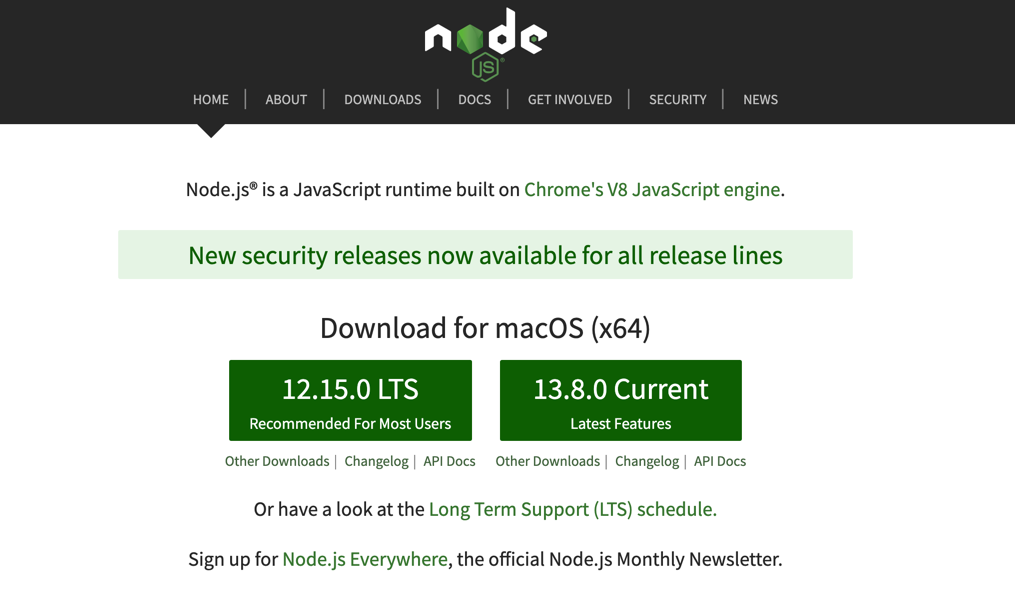 node
JS®
HOME | ABOUT | DOWNLOADS | DOCS | GET INVOLVED | SECURITY | NEWS
Node.js® is a JavaScript runtime built on Chrome's V8 JavaScript engine.
New security releases now available for all release lines
Download for macOS (x64)
12.15.0 LTS
Recommended For Most Users
13.8.0 Current
Latest Features
Other Downloads | Changelog | API Docs
Other Downloads | Changelog | API Docs
Or have a look at the Long Term Support (LTS) schedule.
Sign up for Node.js Everywhere, the official Node.js Monthly Newsletter.